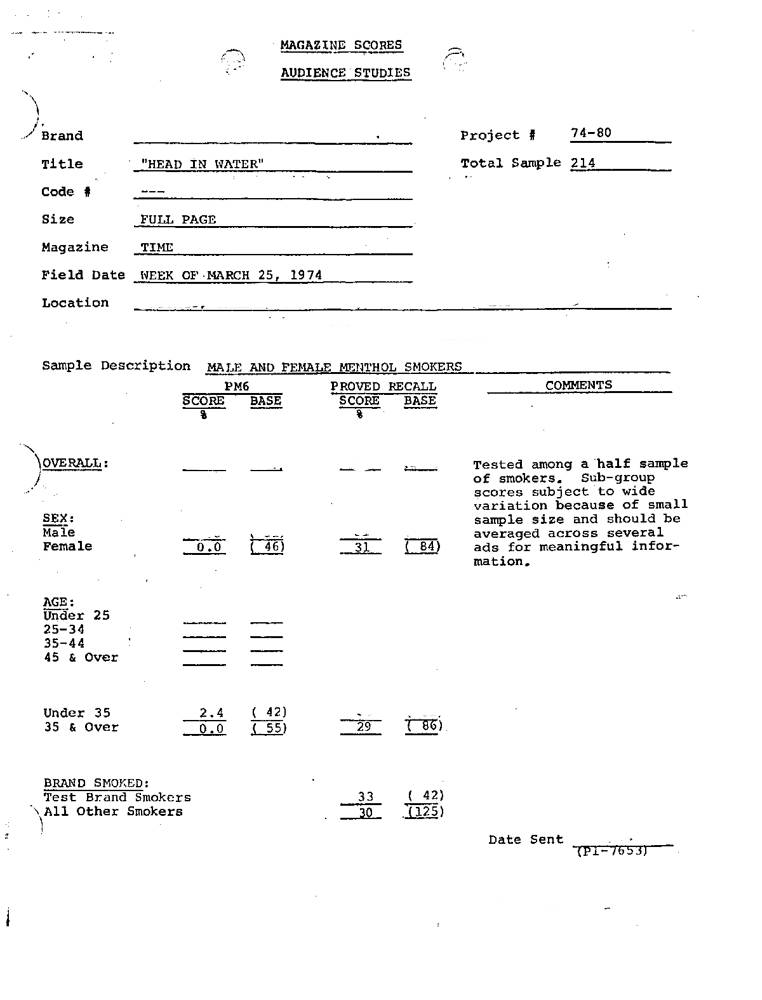 MAGAZINE SCORES
AUDIENCE STUDIES
Brand
Project # 74-80
Title "HEAD IN WATER"
Total Sample 214
Code # ---
Size FULL PAGE
Magazine TIME
Field Date WEEK OF MARCH 25, 1974
Location
Sample Description MALE AND FEMALE MENTHOL SMOKERS
PM6 PROVED RECALL COMMENTS
SCORE BASE SCORE BASE
% %
OVERALL:
Tested among a half sample
of smokers. Sub-group
scores subject to wide
variation because of small
sample size and should be
averaged across several
ads for meaningful infor-
mation.
SEX:
Male
Female 0.0 ( 46) 31 ( 84)
AGE:
Under 25
25-34
35-44
45 & Over
Under 35 2.4 ( 42)
35 & Over 0.0 ( 55) 29 ( 86)
BRAND SMOKED:
Test Brand Smokers 33 ( 42)
All Other Smokers 30 (125)
Date Sent
(P1-7653)